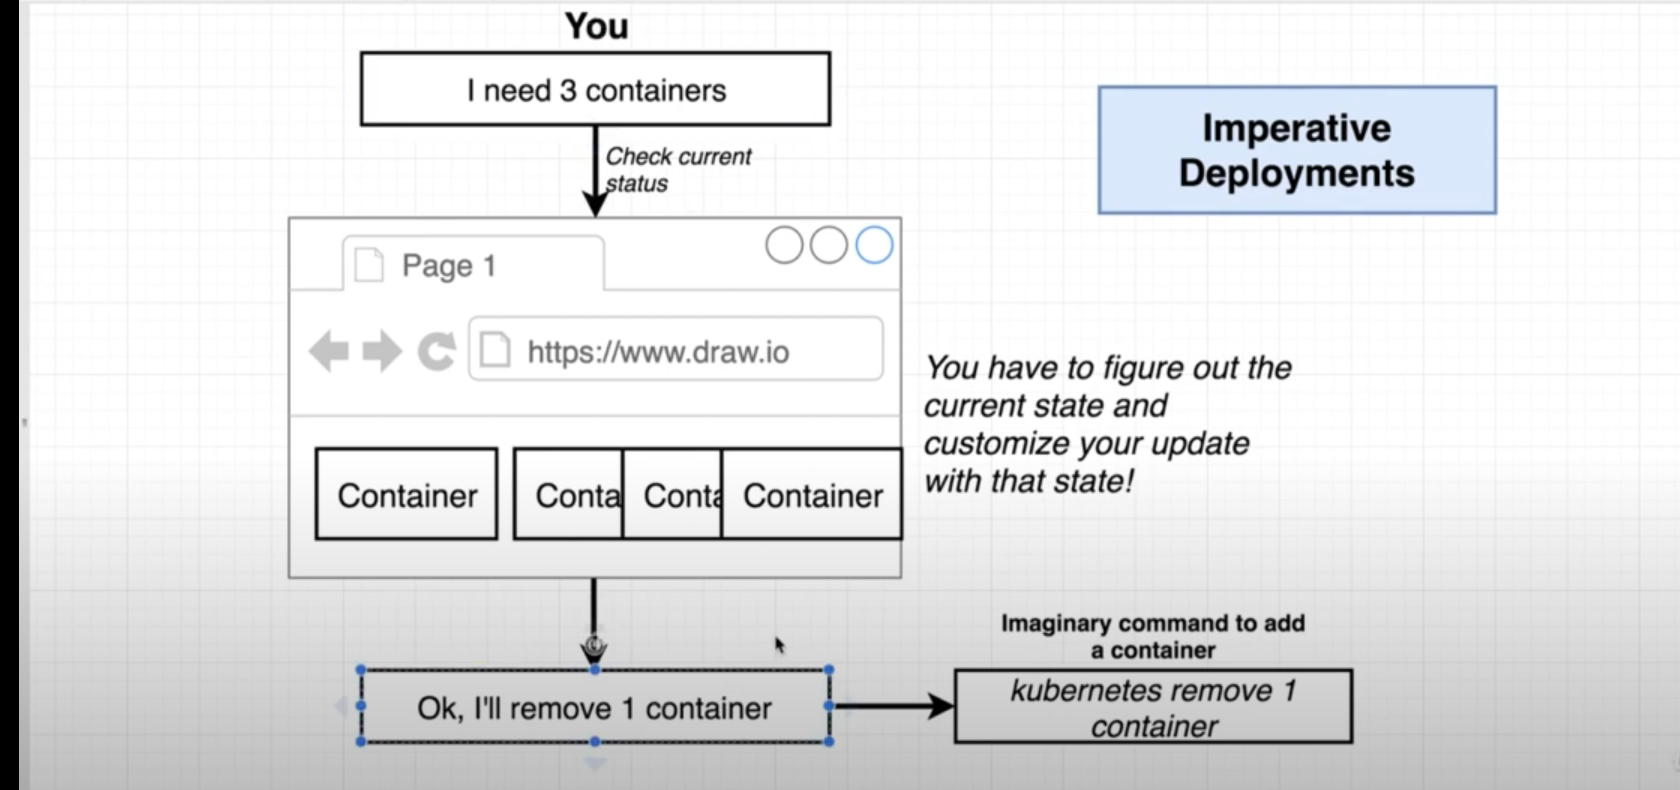 You
I need 3 containers
Check current
status
Imperative
Deployments
Page 1
https://www.draw.io
You have to figure out the
current state and
customize your update
with that state!
Container
Conta
Conta
Container
Imaginary command to add
a container
Ok, I'll remove 1 container
kubernetes remove 1
container